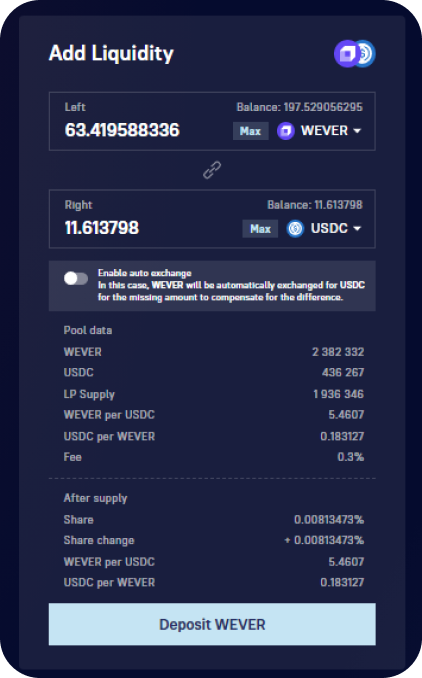 Add Liquidity
Left Balance: 197.529056295
63.419588336 Max WEVER
Right Balance: 11.613798
11.613798 Max USDC
Enable auto exchange
In this case, WEVER will be automatically exchanged for USDC
for the missing amount to compensate for the difference.
Pool data
WEVER 2 382 332
USDC 436 267
LP Supply 1 936 346
WEVER per USDC 5.4607
USDC per WEVER 0.183127
Fee 0.3%
After supply
Share 0.00813473%
Share change + 0.00813473%
WEVER per USDC 5.4607
USDC per WEVER 0.183127
Deposit WEVER